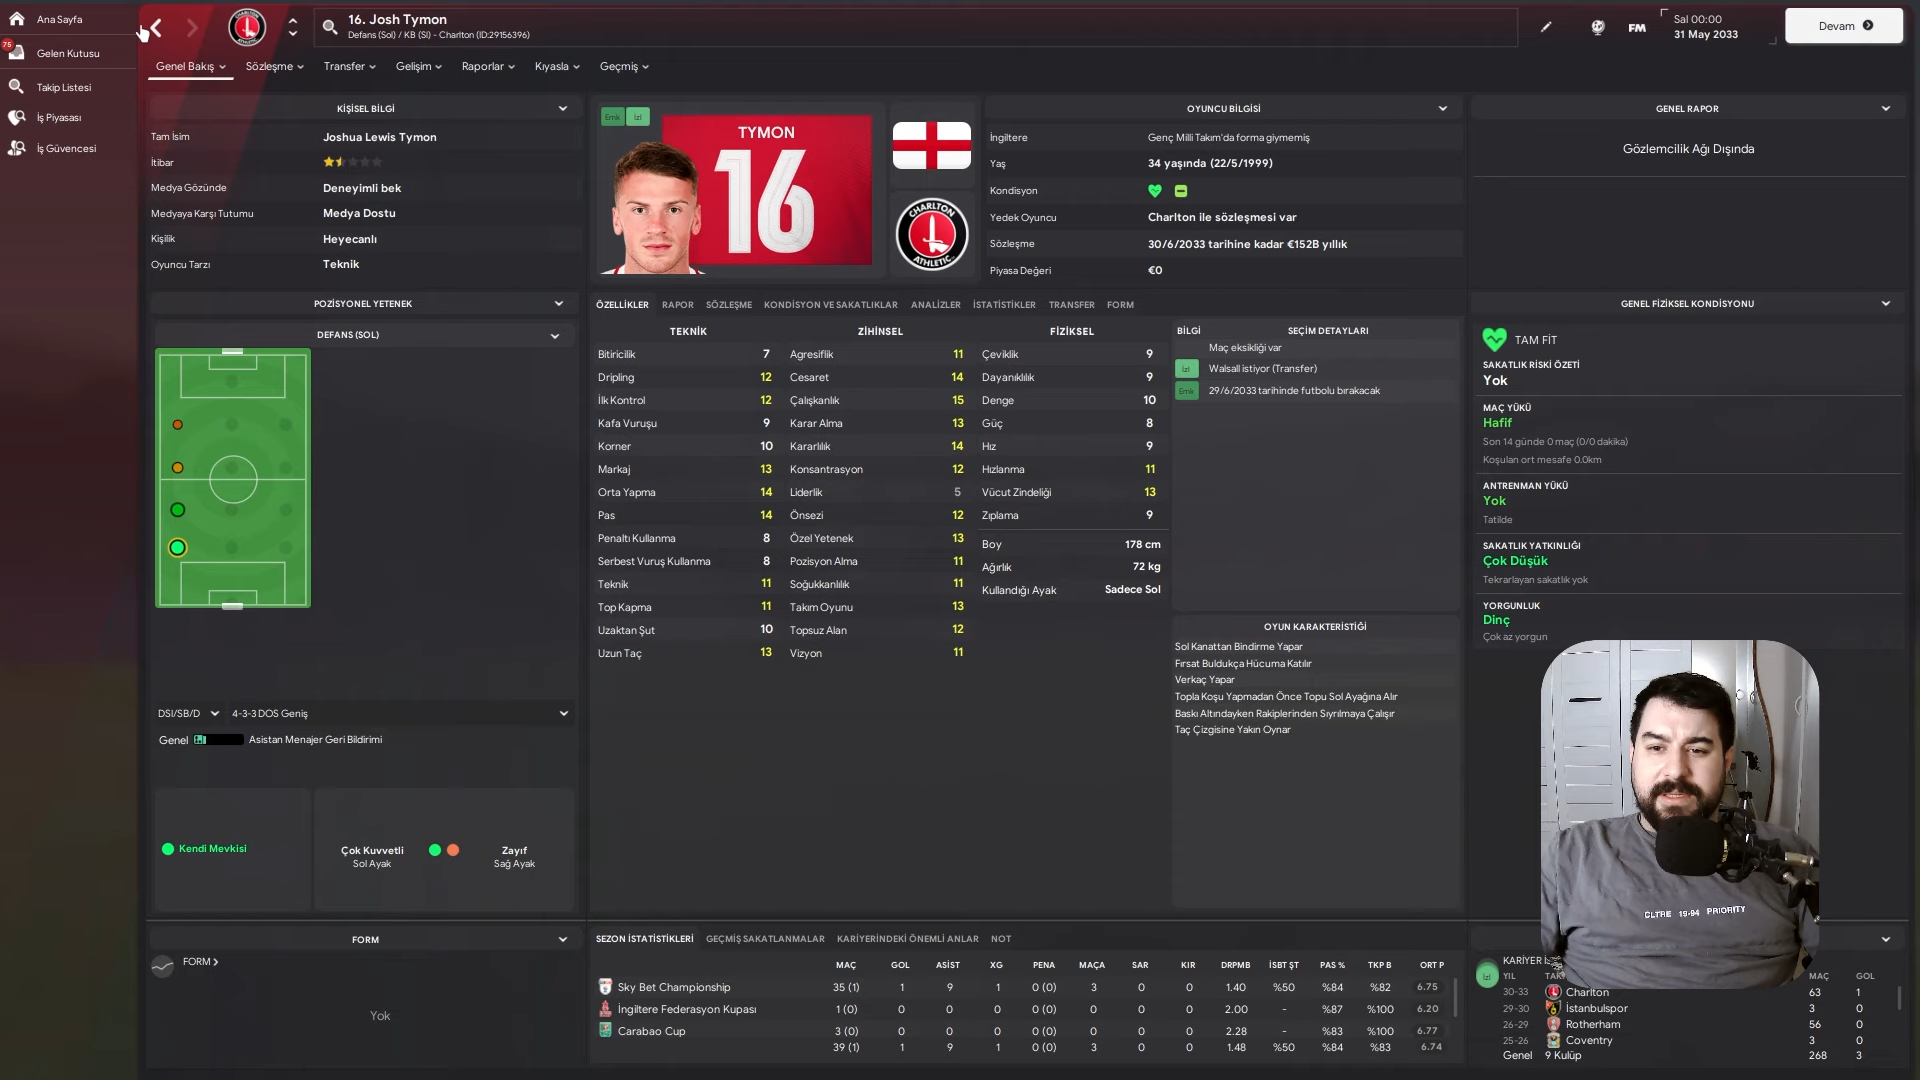 Ana Sayfa
75
Gelen Kutusu
Takip Listesi
İş Piyasası
İş Güvencesi
16. Josh Tymon
Defans (Sol) / KB (Sl) - Charlton (ID:29156396)
FM
Sal 00:00
31 May 2033
Devam
Genel Bakış
Sözleşme
Transfer
Gelişim
Raporlar
Kıyasla
Geçmiş
KİŞİSEL BİLGİ
Tam İsim Joshua Lewis Tymon
İtibar
Medya Gözünde Deneyimli bek
Medyaya Karşı Tutumu Medya Dostu
Kişilik Heyecanlı
Oyuncu Tarzı Teknik
Emk İzl
TYMON
16
CHARLTON
ATHLETIC
OYUNCU BİLGİSİ
İngiltere Genç Milli Takım'da forma giymemiş
Yaş 34 yaşında (22/5/1999)
Kondisyon
Yedek Oyuncu Charlton ile sözleşmesi var
Sözleşme 30/6/2033 tarihine kadar €152B yıllık
Piyasa Değeri €0
GENEL RAPOR
Gözlemcilik Ağı Dışında
POZİSYONEL YETENEK
DEFANS (SOL)
DSI/SB/D 4-3-3 DOS Geniş
Genel Asistan Menajer Geri Bildirimi
Kendi Mevkisi
Çok Kuvvetli
Sol Ayak
Zayıf
Sağ Ayak
ÖZELLİKLER RAPOR SÖZLEŞME KONDİSYON VE SAKATLIKLAR ANALİZLER İSTATİSTİKLER TRANSFER FORM
TEKNİK
Bitiricilik 7
Dripling 12
İlk Kontrol 12
Kafa Vuruşu 9
Korner 10
Markaj 13
Orta Yapma 14
Pas 14
Penaltı Kullanma 8
Serbest Vuruş Kullanma 8
Teknik 11
Top Kapma 11
Uzaktan Şut 10
Uzun Taç 13
ZİHİNSEL
Agresiflik 11
Cesaret 14
Çalışkanlık 15
Karar Alma 13
Kararlılık 14
Konsantrasyon 12
Liderlik 5
Önsezi 12
Özel Yetenek 13
Pozisyon Alma 11
Soğukkanlılık 11
Takım Oyunu 13
Topsuz Alan 12
Vizyon 11
FİZİKSEL
Çeviklik 9
Dayanıklılık 9
Denge 10
Güç 8
Hız 9
Hızlanma 11
Vücut Zindeliği 13
Zıplama 9
Boy 178 cm
Ağırlık 72 kg
Kullandığı Ayak Sadece Sol
BİLGİ SEÇİM DETAYLARI
Maç eksikliği var
İzl Walsall istiyor (Transfer)
Emk 29/6/2033 tarihinde futbolu bırakacak
OYUN KARAKTERİSTİĞİ
Sol Kanattan Bindirme Yapar
Fırsat Buldukça Hücuma Katılır
Verkaç Yapar
Topla Koşu Yapmadan Önce Topu Sol Ayağına Alır
Baskı Altındayken Rakiplerinden Sıyrılmaya Çalışır
Taç Çizgisine Yakın Oynar
GENEL FİZİKSEL KONDİSYONU
TAM FİT
SAKATLIK RİSKİ ÖZETİ
Yok
MAÇ YÜKÜ
Hafif
Son 14 günde 0 maç (0/0 dakika)
Koşulan ort mesafe 0.0km
ANTRENMAN YÜKÜ
Yok
Tatilde
SAKATLIK YATKINLIĞI
Çok Düşük
Tekrarlayan sakatlık yok
YORGUNLUK
Dinç
Çok az yorgun
CLTRE 19-94 PRIORITY
FORM
FORM
Yok
SEZON İSTATİSTİKLERİ GEÇMİŞ SAKATLANMALAR KARİYERİNDEKİ ÖNEMLİ ANLAR NOT
MAÇ GOL ASİST XG PENA MAÇA SAR KIR DRPMB İSBT ŞT PAS % TKP B ORT P
Sky Bet Championship 35 (1) 1 9 1 0 (0) 3 0 0 1.40 %50 %84 %82 6.75
İngiltere Federasyon Kupası 1 (0) 0 0 0 0 (0) 0 0 0 2.00 - %87 %100 6.20
Carabao Cup 3 (0) 0 0 0 0 (0) 0 0 0 2.28 - %83 %100 6.77
39 (1) 1 9 1 0 (0) 3 0 0 1.48 %50 %84 %83 6.74
KARİYER
İzl
YIL MAÇ GOL
30-33 Charlton 63 1
29-30 İstanbulspor 3 0
26-29 Rotherham 56 0
25-26 Coventry 3 0
Genel 9 Kulüp 268 3